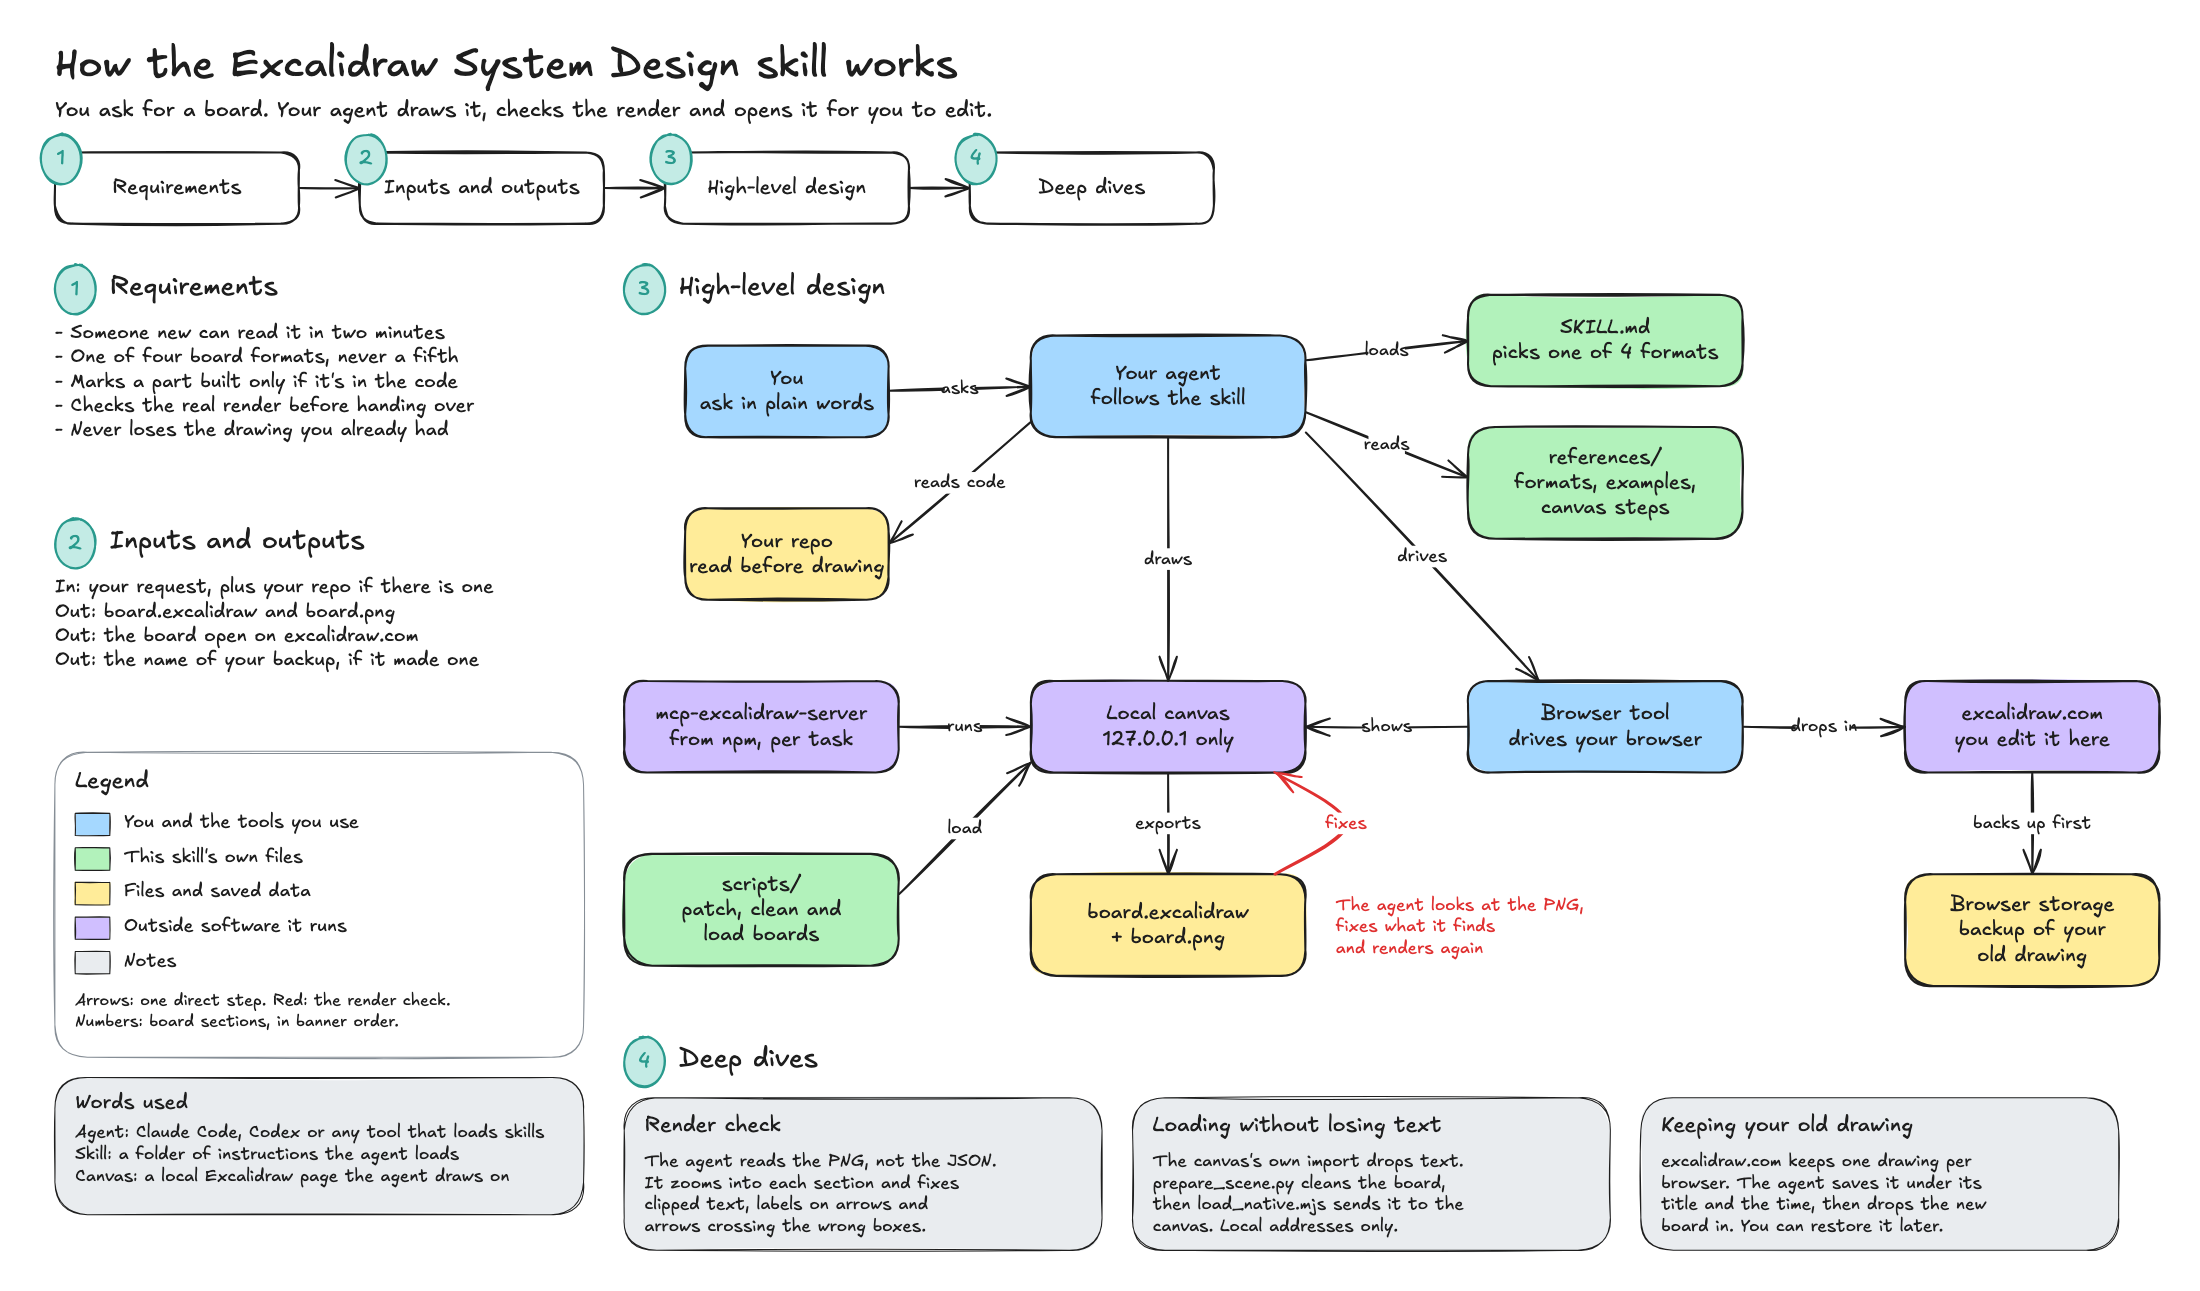 How the Excalidraw System Design skill works
You ask for a board. Your agent draws it, checks the render and opens it for you to edit.
1
Requirements
2
Inputs and outputs
3
High-level design
4
Deep dives
1
Requirements
- Someone new can read it in two minutes
- One of four board formats, never a fifth
- Marks a part built only if it's in the code
- Checks the real render before handing over
- Never loses the drawing you already had
2
Inputs and outputs
In: your request, plus your repo if there is one
Out: board.excalidraw and board.png
Out: the board open on excalidraw.com
Out: the name of your backup, if it made one
Legend
You and the tools you use
This skill's own files
Files and saved data
Outside software it runs
Notes
Arrows: one direct step. Red: the render check.
Numbers: board sections, in banner order.
Words used
Agent: Claude Code, Codex or any tool that loads skills
Skill: a folder of instructions the agent loads
Canvas: a local Excalidraw page the agent draws on
3
High-level design
You
ask in plain words
asks
Your agent
follows the skill
loads
SKILL.md
picks one of 4 formats
reads
references/
formats, examples,
canvas steps
reads code
Your repo
read before drawing
draws
drives
mcp-excalidraw-server
from npm, per task
runs
Local canvas
127.0.0.1 only
shows
Browser tool
drives your browser
drops in
excalidraw.com
you edit it here
load
exports
fixes
backs up first
scripts/
patch, clean and
load boards
board.excalidraw
+ board.png
The agent looks at the PNG,
fixes what it finds
and renders again
Browser storage
backup of your
old drawing
4
Deep dives
Render check
The agent reads the PNG, not the JSON.
It zooms into each section and fixes
clipped text, labels on arrows and
arrows crossing the wrong boxes.
Loading without losing text
The canvas's own import drops text.
prepare_scene.py cleans the board,
then load_native.mjs sends it to the
canvas. Local addresses only.
Keeping your old drawing
excalidraw.com keeps one drawing per
browser. The agent saves it under its
title and the time, then drops the new
board in. You can restore it later.